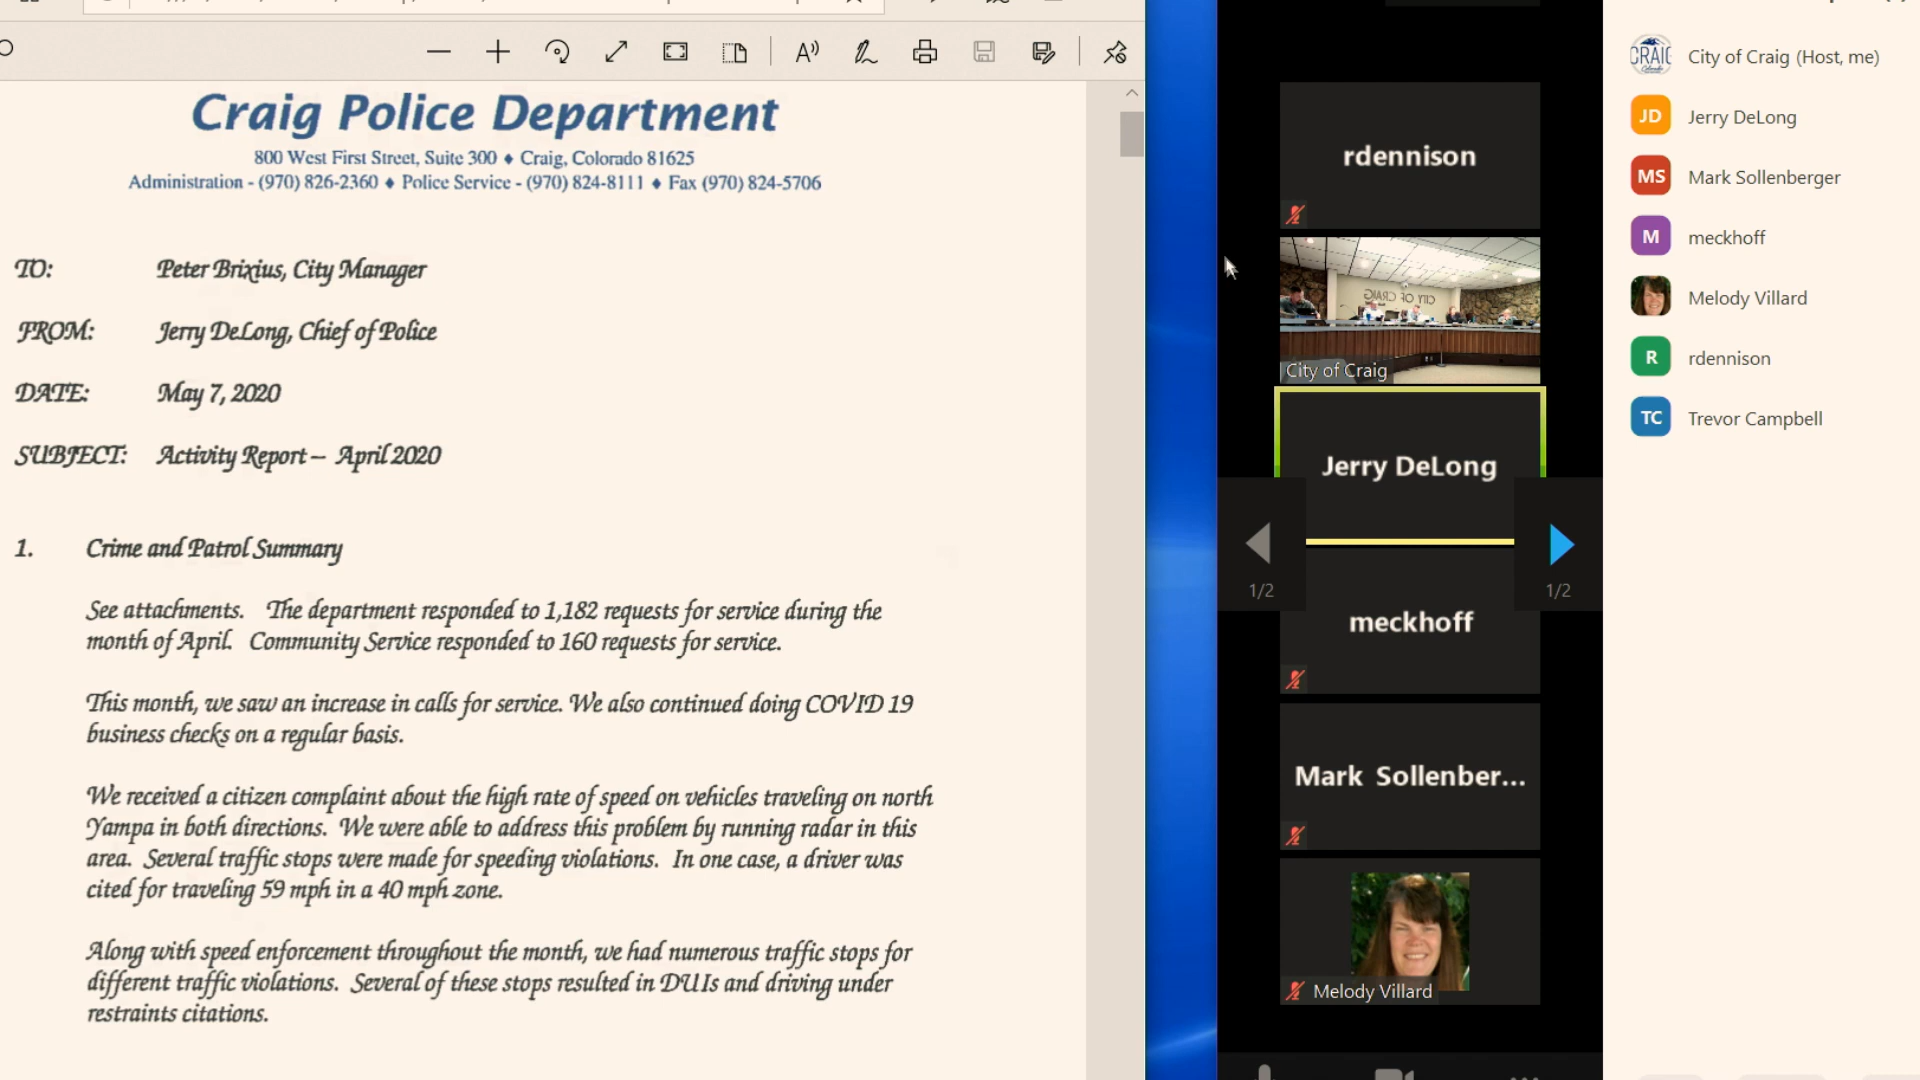 Craig Police Department
800 West First Street, Suite 300 ♦ Craig, Colorado 81625
Administration - (970) 826-2360 ♦ Police Service - (970) 824-8111 ♦ Fax (970) 824-5706
TO: Peter Brixius, City Manager
FROM: Jerry DeLong, Chief of Police
DATE: May 7, 2020
SUBJECT: Activity Report – April 2020
1. Crime and Patrol Summary
See attachments. The department responded to 1,182 requests for service during the
month of April. Community Service responded to 160 requests for service.
This month, we saw an increase in calls for service. We also continued doing COVID 19
business checks on a regular basis.
We received a citizen complaint about the high rate of speed on vehicles traveling on north
Yampa in both directions. We were able to address this problem by running radar in this
area. Several traffic stops were made for speeding violations. In one case, a driver was
cited for traveling 59 mph in a 40 mph zone.
Along with speed enforcement throughout the month, we had numerous traffic stops for
different traffic violations. Several of these stops resulted in DUIs and driving under
restraints citations.
rdennison
CITY OF CRAIG
City of Craig
Jerry DeLong
1/2
1/2
meckhoff
Mark Sollenber...
Melody Villard
CRAIG
City of Craig (Host, me)
JD Jerry DeLong
MS Mark Sollenberger
M meckhoff
Melody Villard
R rdennison
TC Trevor Campbell